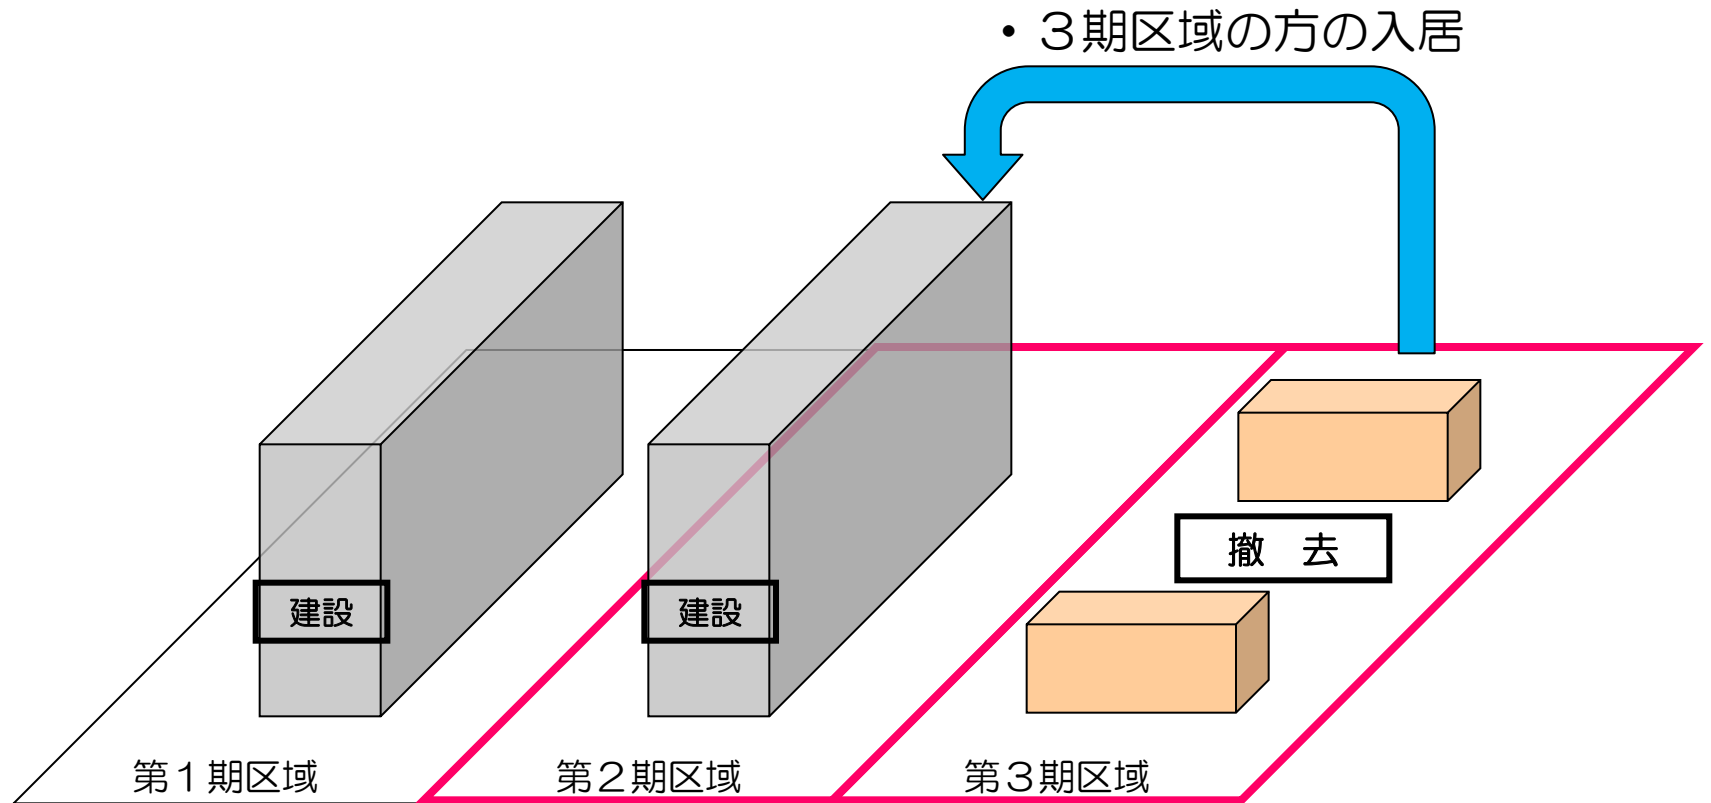 ・３期区域の方の入居
撤　去
建設
建設
第１期区域
第２期区域
第３期区域